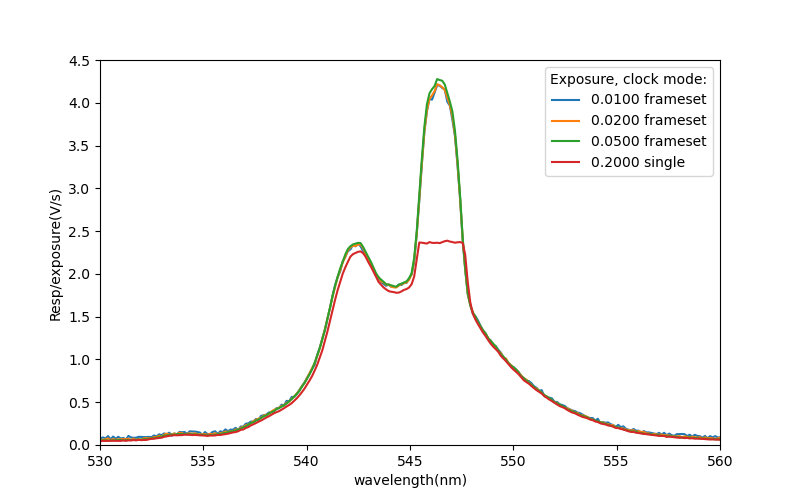 Exposure, clock mode:
0.0100 frameset
0.0200 frameset
0.0500 frameset
0.2000 single
Resp/exposure(V/s)
4.5
4.0
3.5
3.0
2.5
2.0
1.5
1.0
0.5
0.0
530 535 540 545 550 555 560
wavelength(nm)